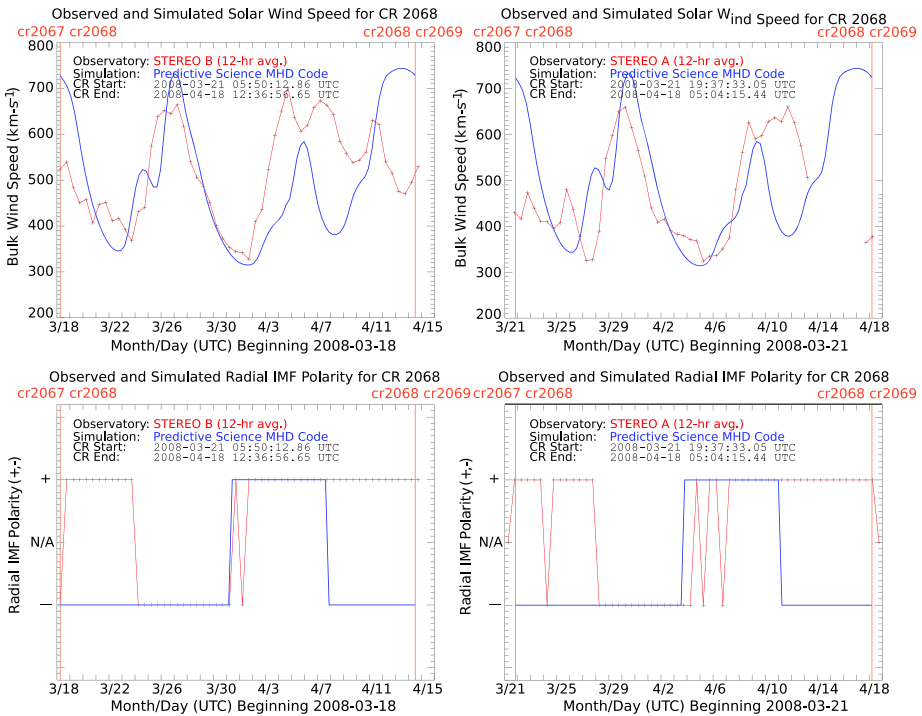 Observed and Simulated Solar Wind Speed for CR 2068
cr2067 cr2068
cr2068 cr2069
Observatory: STEREO B (12-hr avg.)
Simulation: Predictive Science MHD Code
CR Start: 2008-03-21 05:50:12.86 UTC
CR End: 2008-04-18 12:36:56.65 UTC
Bulk Wind Speed (km-s⁻¹)
800
700
600
500
400
300
200
3/18 3/22 3/26 3/30 4/3 4/7 4/11 4/15
Month/Day (UTC) Beginning 2008-03-18
Observed and Simulated Solar Wind Speed for CR 2068
cr2067 cr2068
cr2068 cr2069
Observatory: STEREO A (12-hr avg.)
Simulation: Predictive Science MHD Code
CR Start: 2008-03-21 19:37:33.05 UTC
CR End: 2008-04-18 05:04:15.44 UTC
Bulk Wind Speed (km-s⁻¹)
800
700
600
500
400
300
200
3/21 3/25 3/29 4/2 4/6 4/10 4/14 4/18
Month/Day (UTC) Beginning 2008-03-21
Observed and Simulated Radial IMF Polarity for CR 2068
cr2067 cr2068
cr2068 cr2069
Observatory: STEREO B (12-hr avg.)
Simulation: Predictive Science MHD Code
CR Start: 2008-03-21 05:50:12.86 UTC
CR End: 2008-04-18 12:36:56.65 UTC
Radial IMF Polarity (+,-)
+
N/A
—
3/18 3/22 3/26 3/30 4/3 4/7 4/11 4/15
Month/Day (UTC) Beginning 2008-03-18
Observed and Simulated Radial IMF Polarity for CR 2068
cr2067 cr2068
cr2068 cr2069
Observatory: STEREO A (12-hr avg.)
Simulation: Predictive Science MHD Code
CR Start: 2008-03-21 19:37:33.05 UTC
CR End: 2008-04-18 05:04:15.44 UTC
Radial IMF Polarity (+,-)
+
N/A
—
3/21 3/25 3/29 4/2 4/6 4/10 4/14 4/18
Month/Day (UTC) Beginning 2008-03-21